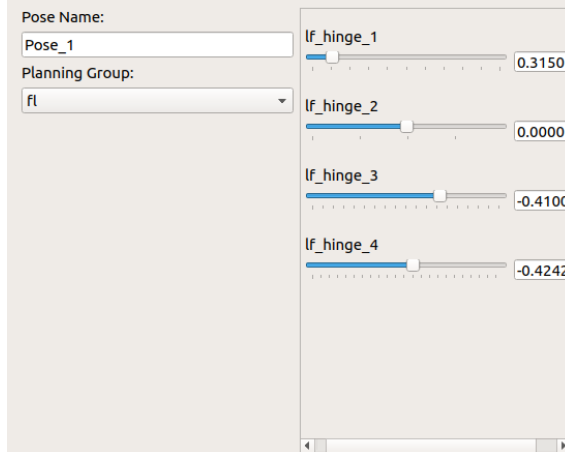 Pose Name:
Pose_1
Planning Group:
fl
lf_hinge_1
0.3150
lf_hinge_2
0.0000
lf_hinge_3
-0.4100
lf_hinge_4
-0.4242